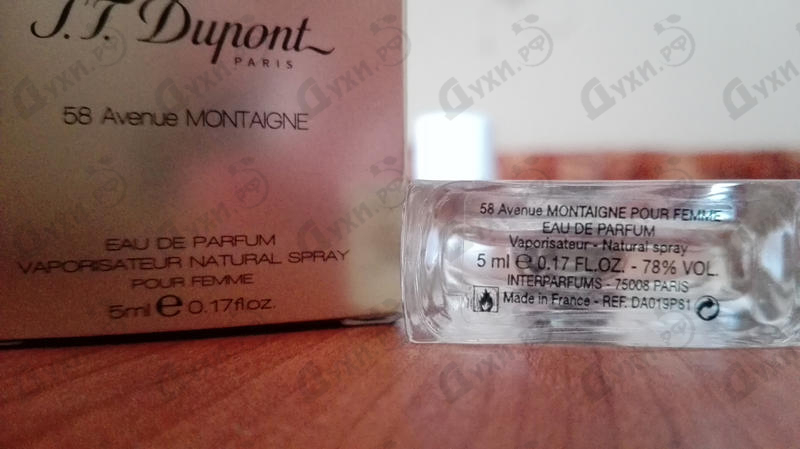 S.T. Dupont
PARIS
58 Avenue MONTAIGNE
EAU DE PARFUM
VAPORISATEUR NATURAL SPRAY
POUR FEMME
5ml e 0.17fl.oz.
58 Avenue MONTAIGNE POUR FEMME
EAU DE PARFUM
Vaporisateur - Natural spray
5 ml e 0.17 FL.OZ. - 78% VOL.
INTERPARFUMS - 75008 PARIS
Made in France - REF. DA019PS1
Духи.РФ